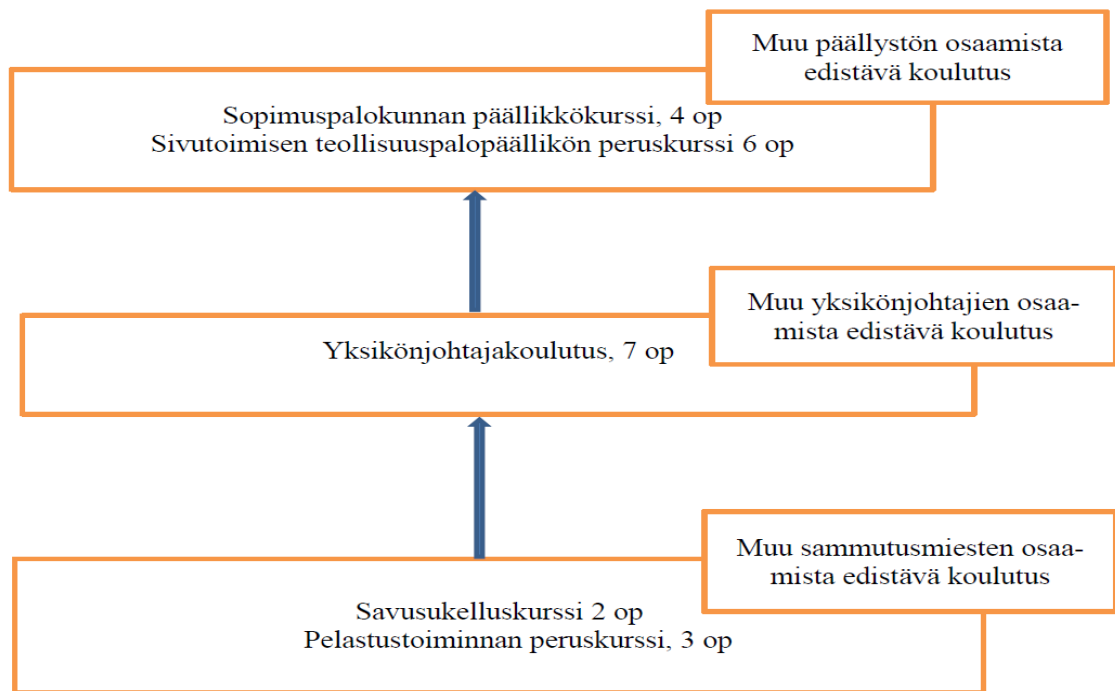 Muu päällystön osaamista
edistävä koulutus
Sopimuspalokunnan päällikkökurssi, 4 op
Sivutoimisen teollisuuspalopäällikön peruskurssi 6 op
Muu yksikönjohtajien osaa-
mista edistävä koulutus
Yksikönjohtajakoulutus, 7 op
Muu sammutusmiesten osaa-
mista edistävä koulutus
Savusukelluskurssi 2 op
Pelastustoiminnan peruskurssi, 3 op